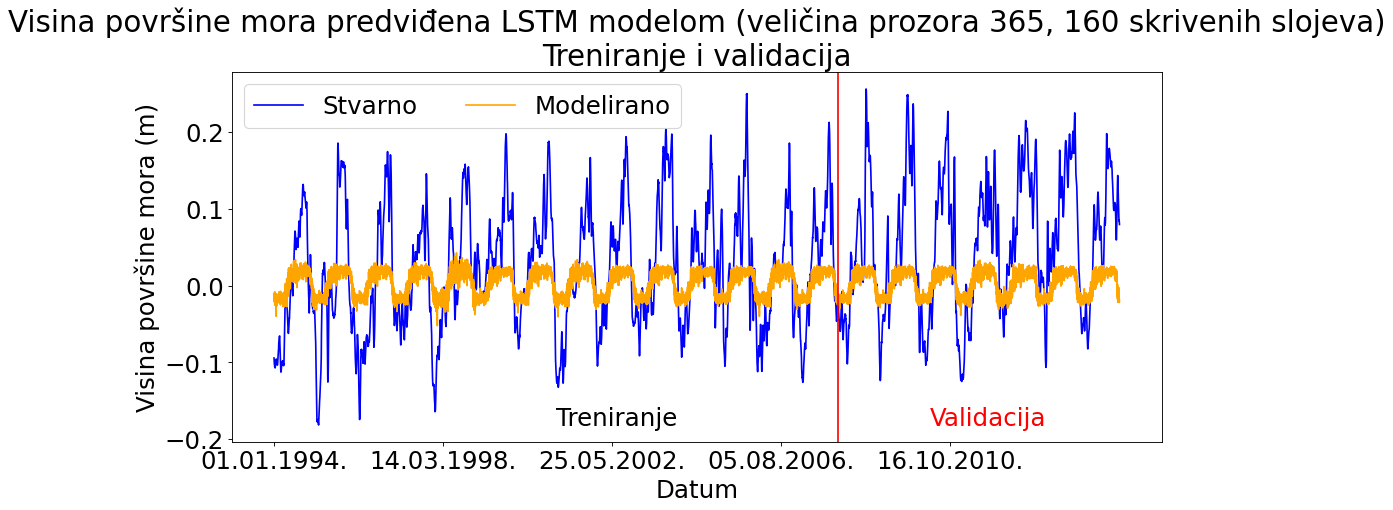 Visina površine mora predviđena LSTM modelom (veličina prozora 365, 160 skrivenih slojeva)
Treniranje i validacija
Stvarno
Modelirano
Visina površine mora (m)
0.2
0.1
0.0
−0.1
−0.2
Treniranje
Validacija
01.01.1994.
14.03.1998.
25.05.2002.
05.08.2006.
16.10.2010.
Datum